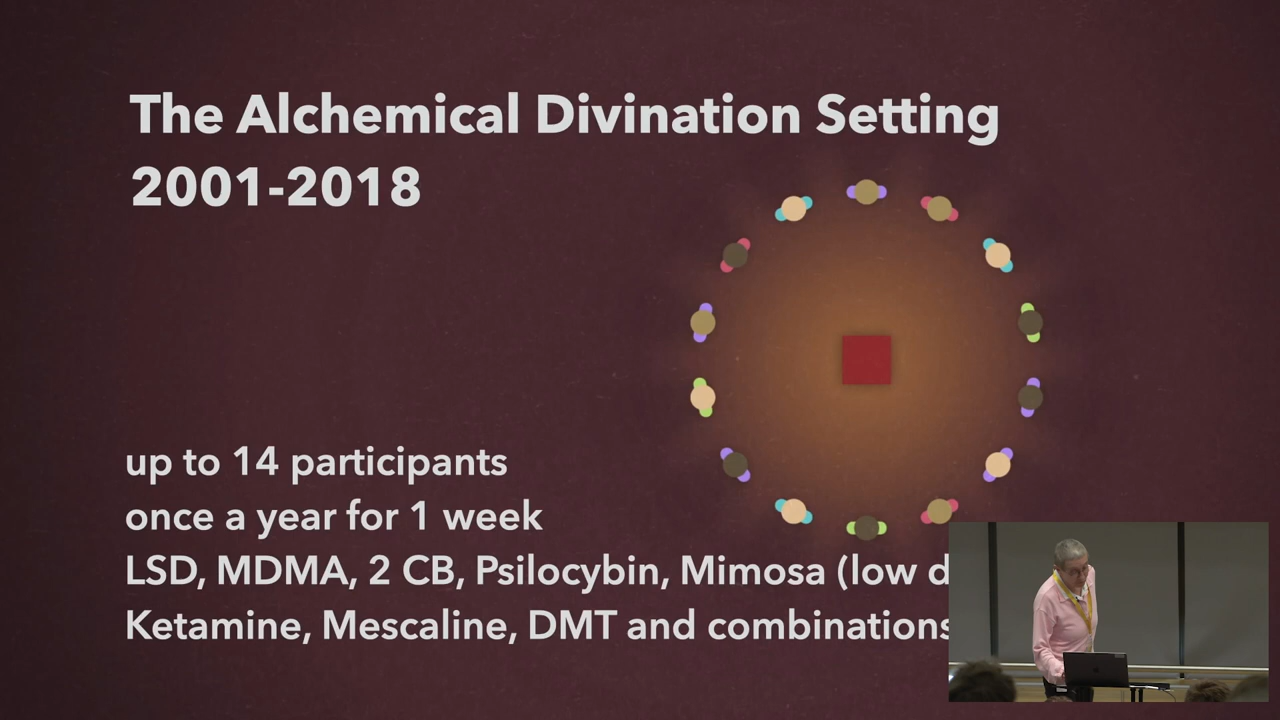 The Alchemical Divination Setting
2001-2018
up to 14 participants
once a year for 1 week
LSD, MDMA, 2 CB, Psilocybin, Mimosa (low d
Ketamine, Mescaline, DMT and combinations